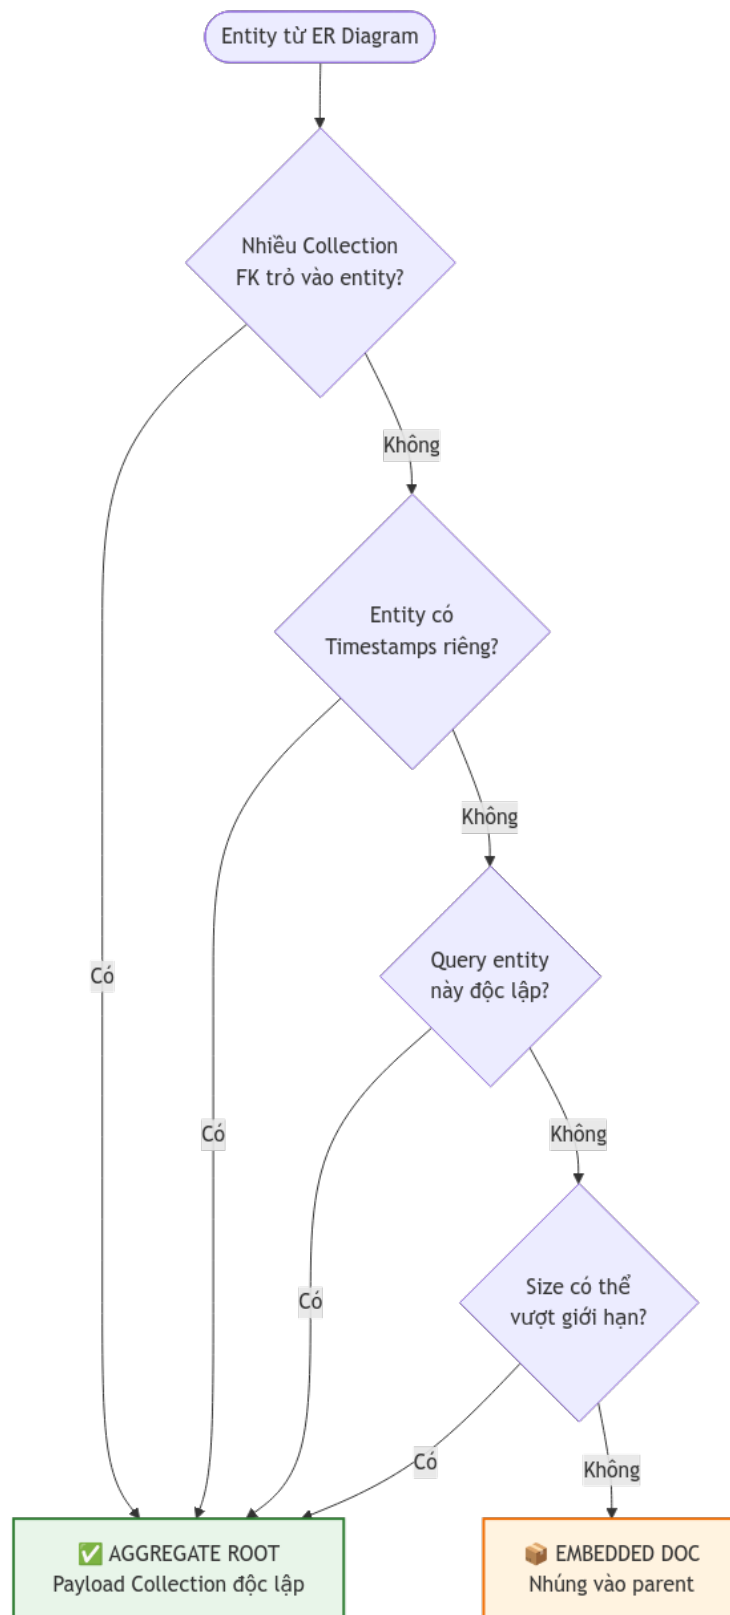 Entity từ ER Diagram
Nhiều Collection
FK trỏ vào entity?
Không
Entity có
Timestamps riêng?
Không
Query entity
này độc lập?
Có
Có
Không
Size có thể
vượt giới hạn?
Có
Có
Không
✅ AGGREGATE ROOT
Payload Collection độc lập
📦 EMBEDDED DOC
Nhúng vào parent